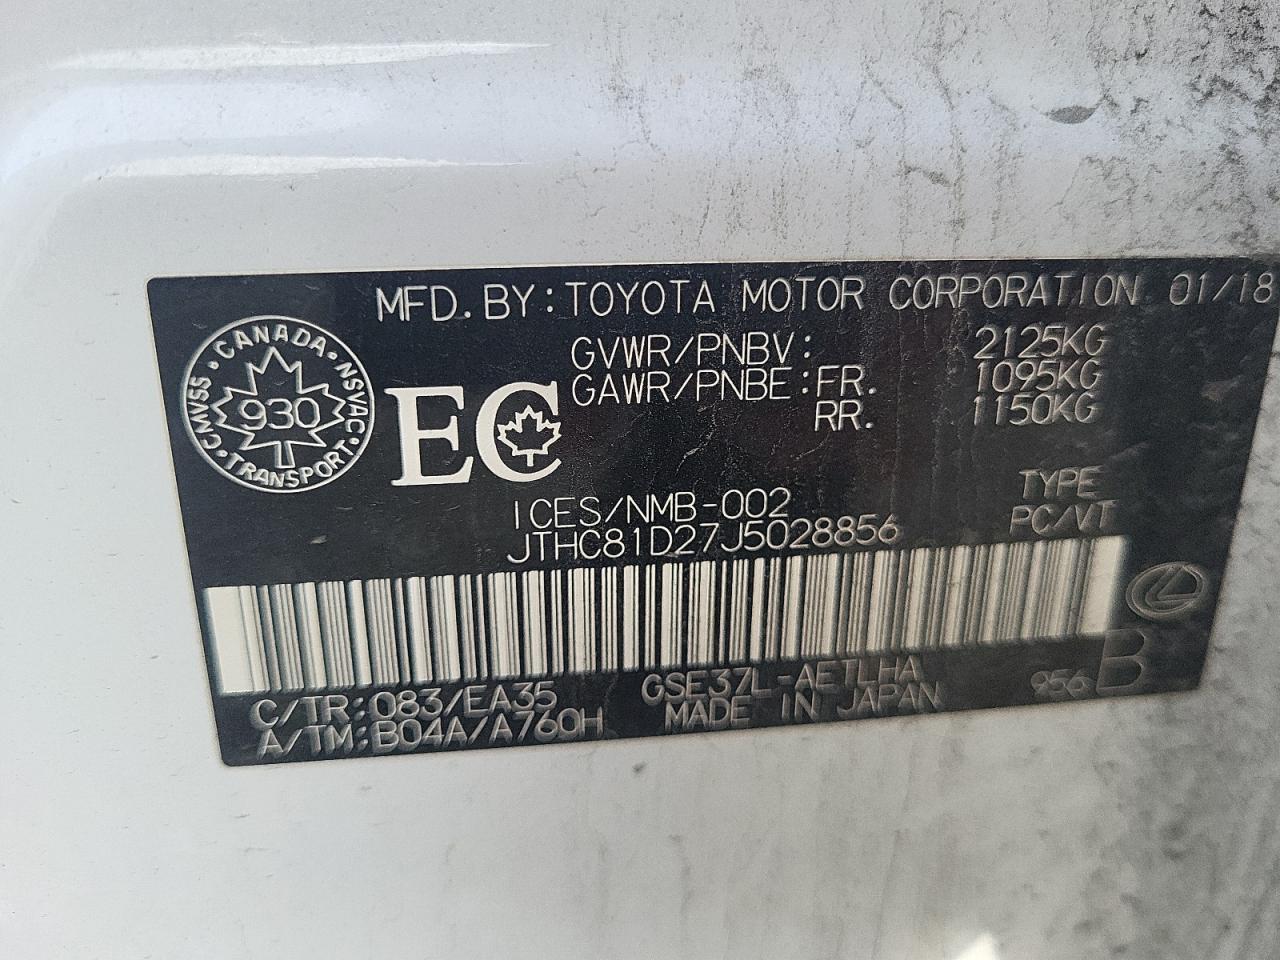 MFD. BY: TOYOTA MOTOR CORPORATION 01/18
GVWR/PNBV: 2125KG
GAWR/PNBE: FR. 1095KG
RR. 1150KG
CANADA
CMVSS
NSVAC
930
TRANSPORT
EC
ICES/NMB-002
TYPE
JTHC81D27J5028856
PC/VT
C/TR: 083/EA35
GSE37L-AETLHA
A/TM: B04A/A760H
MADE IN JAPAN
956 B